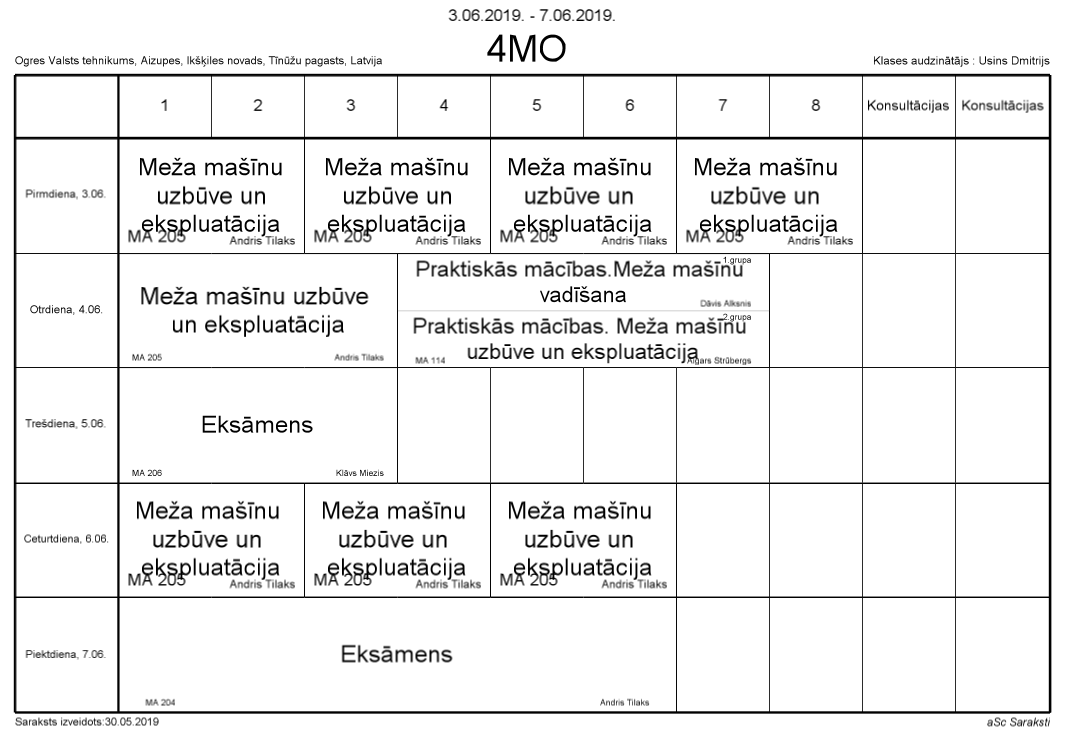 3.06.2019. - 7.06.2019.
4MO
Ogres Valsts tehnikums, Aizupes, Ikšķiles novads, Tīnūžu pagasts, Latvija
Klases audzinātājs : Usins Dmitrijs
1 2 3 4 5 6 7 8 Konsultācijas Konsultācijas
Pirmdiena, 3.06.
Meža mašīnu
uzbūve un
ekspluatācija
MA 205 Andris Tilaks
Meža mašīnu
uzbūve un
ekspluatācija
MA 205 Andris Tilaks
Meža mašīnu
uzbūve un
ekspluatācija
MA 205 Andris Tilaks
Meža mašīnu
uzbūve un
ekspluatācija
MA 205 Andris Tilaks
Otrdiena, 4.06.
Meža mašīnu uzbūve
un ekspluatācija
MA 205 Andris Tilaks
1.grupa
Praktiskās mācības.Meža mašīnu
vadīšana
Dāvis Alksnis
2.grupa
Praktiskās mācības. Meža mašīnu
uzbūve un ekspluatācija
MA 114 Aigars Strūbergs
Trešdiena, 5.06.
Eksāmens
MA 206 Klāvs Miezis
Ceturtdiena, 6.06.
Meža mašīnu
uzbūve un
ekspluatācija
MA 205 Andris Tilaks
Meža mašīnu
uzbūve un
ekspluatācija
MA 205 Andris Tilaks
Meža mašīnu
uzbūve un
ekspluatācija
MA 205 Andris Tilaks
Piektdiena, 7.06.
Eksāmens
MA 204 Andris Tilaks
Saraksts izveidots:30.05.2019
aSc Saraksti